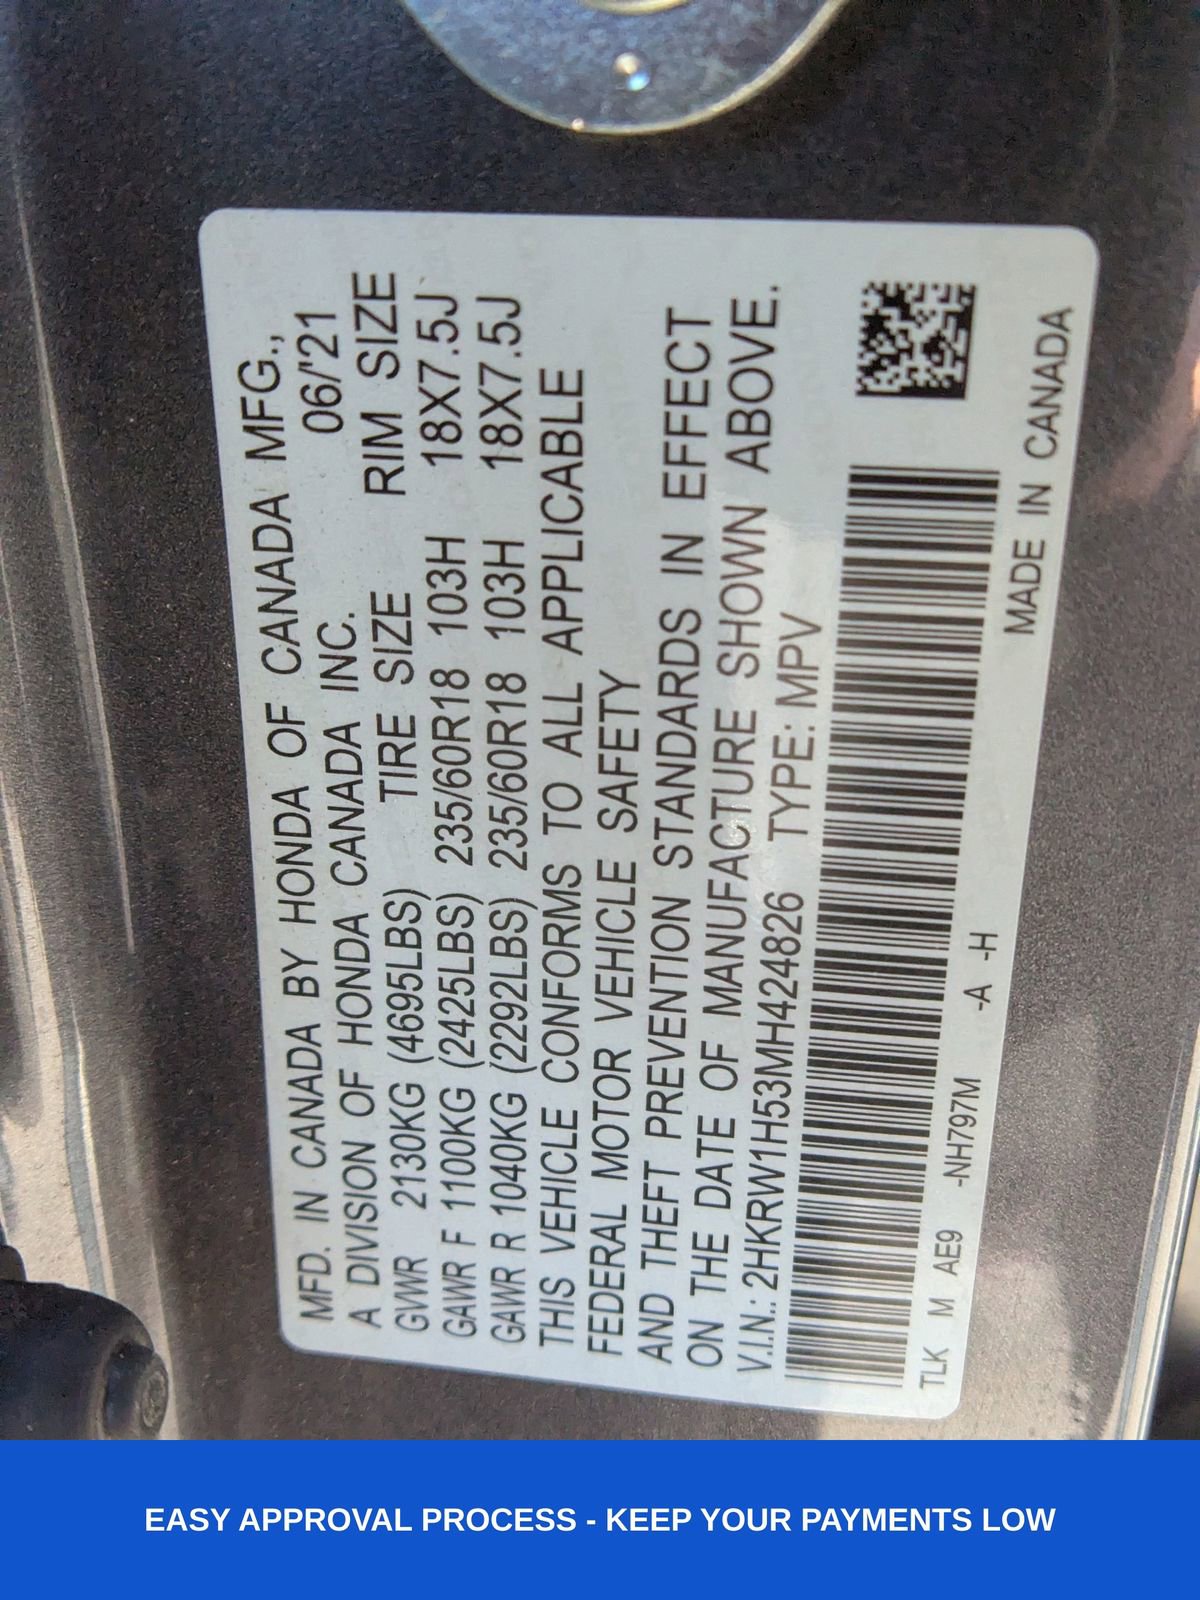 MFD. IN CANADA BY HONDA OF CANADA MFG.,
A DIVISION OF HONDA CANADA INC. 06/'21
GVWR 2130KG (4695LBS) TIRE SIZE RIM SIZE
GAWR F 1100KG (2425LBS) 235/60R18 103H 18X7.5J
GAWR R 1040KG (2292LBS) 235/60R18 103H 18X7.5J
THIS VEHICLE CONFORMS TO ALL APPLICABLE
FEDERAL MOTOR VEHICLE SAFETY
AND THEFT PREVENTION STANDARDS IN EFFECT
ON THE DATE OF MANUFACTURE SHOWN ABOVE.
V.I.N.: 2HKRW1H53MH424826 TYPE: MPV
TLK M AE9 -NH797M -A -H MADE IN CANADA
EASY APPROVAL PROCESS - KEEP YOUR PAYMENTS LOW